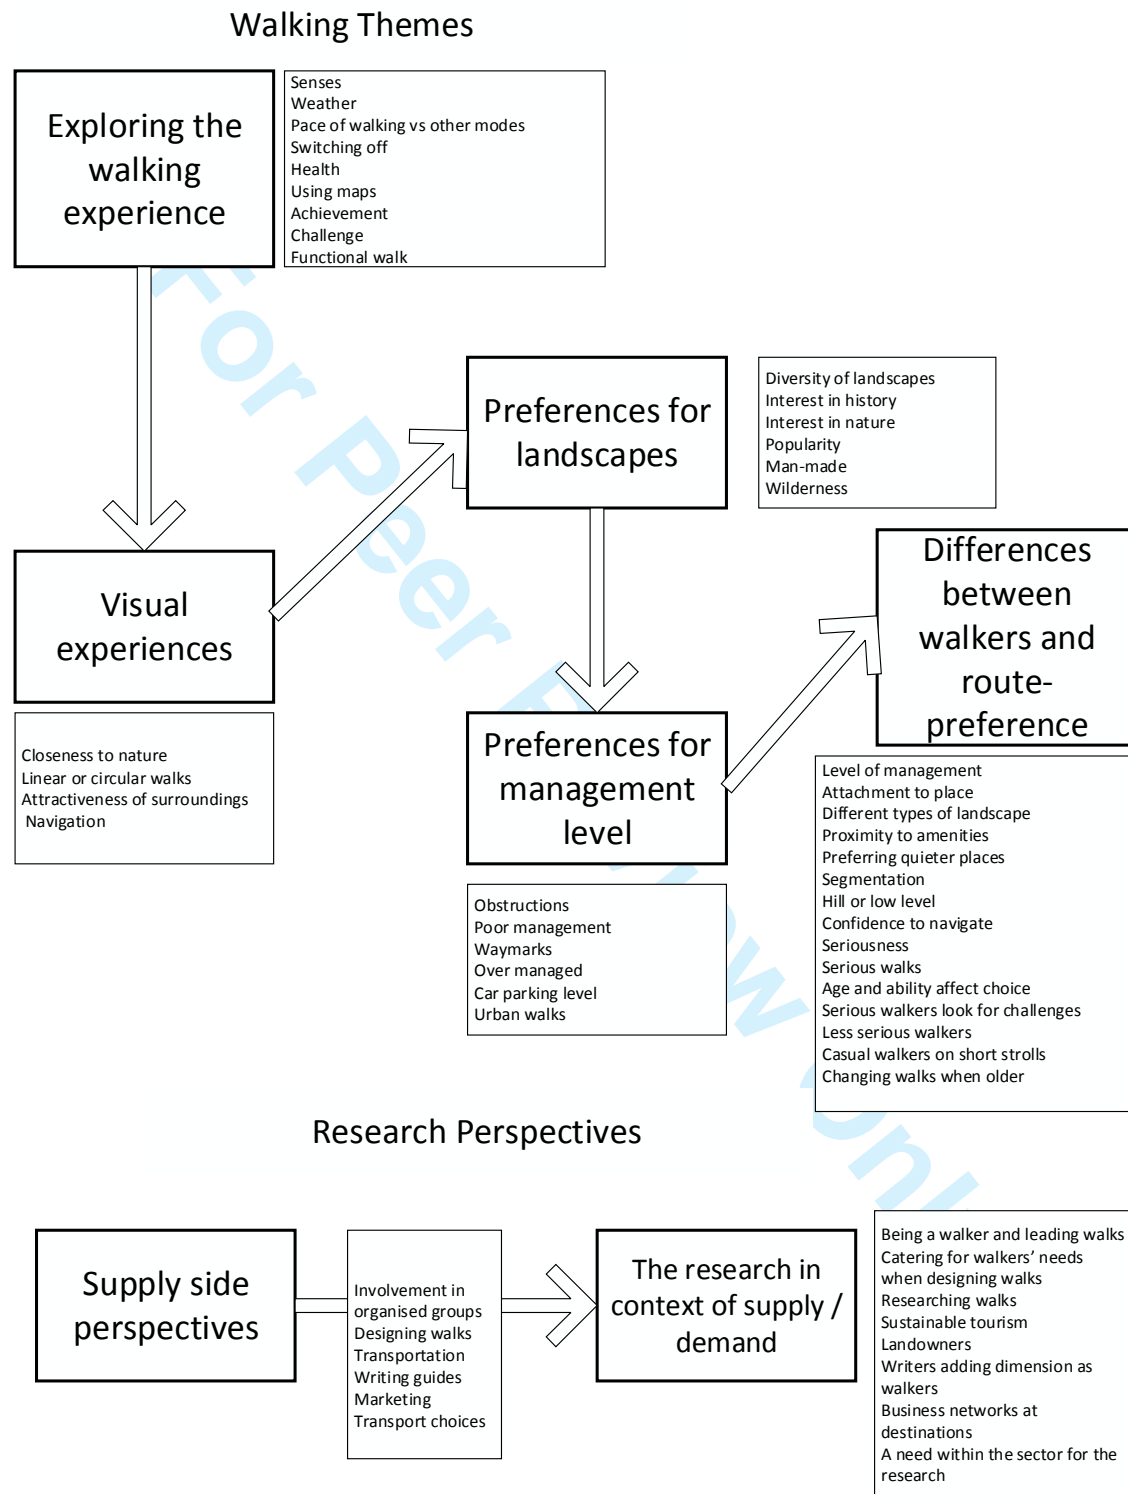 Walking Themes
Exploring the
walking
experience
Senses
Weather
Pace of walking vs other modes
Switching off
Health
Using maps
Achievement
Challenge
Functional walk
Visual
experiences
Closeness to nature
Linear or circular walks
Attractiveness of surroundings
Navigation
Preferences for
landscapes
Diversity of landscapes
Interest in history
Interest in nature
Popularity
Man-made
Wilderness
Preferences for
management
level
Obstructions
Poor management
Waymarks
Over managed
Car parking level
Urban walks
Differences
between
walkers and
route-
preference
Level of management
Attachment to place
Different types of landscape
Proximity to amenities
Preferring quieter places
Segmentation
Hill or low level
Confidence to navigate
Seriousness
Serious walks
Age and ability affect choice
Serious walkers look for challenges
Less serious walkers
Casual walkers on short strolls
Changing walks when older
Research Perspectives
Supply side
perspectives
Involvement in
organised groups
Designing walks
Transportation
Writing guides
Marketing
Transport choices
The research in
context of supply /
demand
Being a walker and leading walks
Catering for walkers’ needs
when designing walks
Researching walks
Sustainable tourism
Landowners
Writers adding dimension as
walkers
Business networks at
destinations
A need within the sector for the
research
For Peer